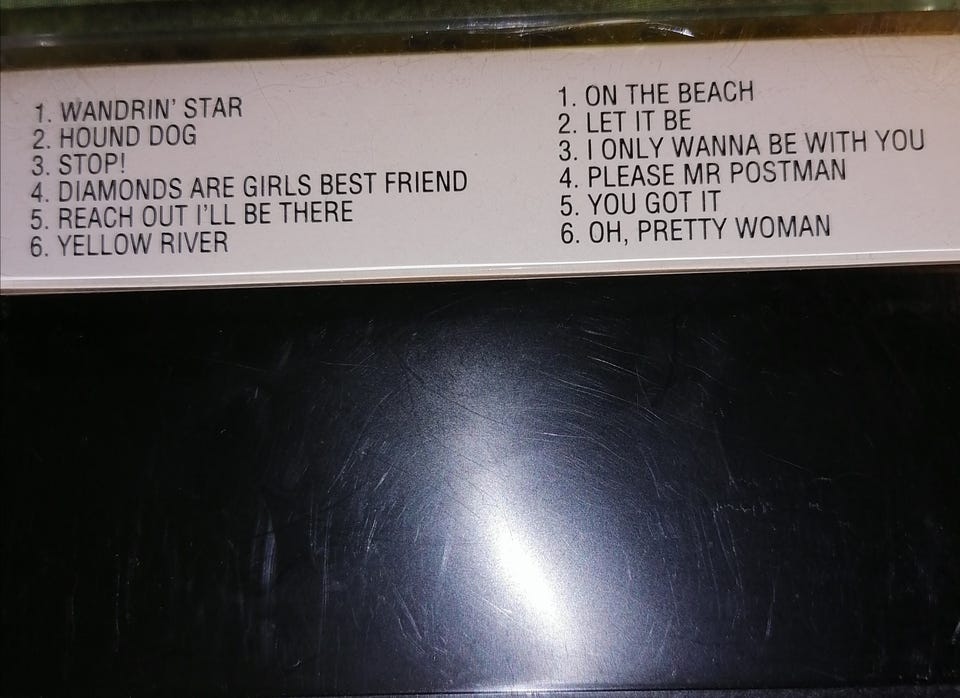 1. WANDRIN' STAR
2. HOUND DOG
3. STOP!
4. DIAMONDS ARE GIRLS BEST FRIEND
5. REACH OUT I'LL BE THERE
6. YELLOW RIVER
1. ON THE BEACH
2. LET IT BE
3. I ONLY WANNA BE WITH YOU
4. PLEASE MR POSTMAN
5. YOU GOT IT
6. OH, PRETTY WOMAN